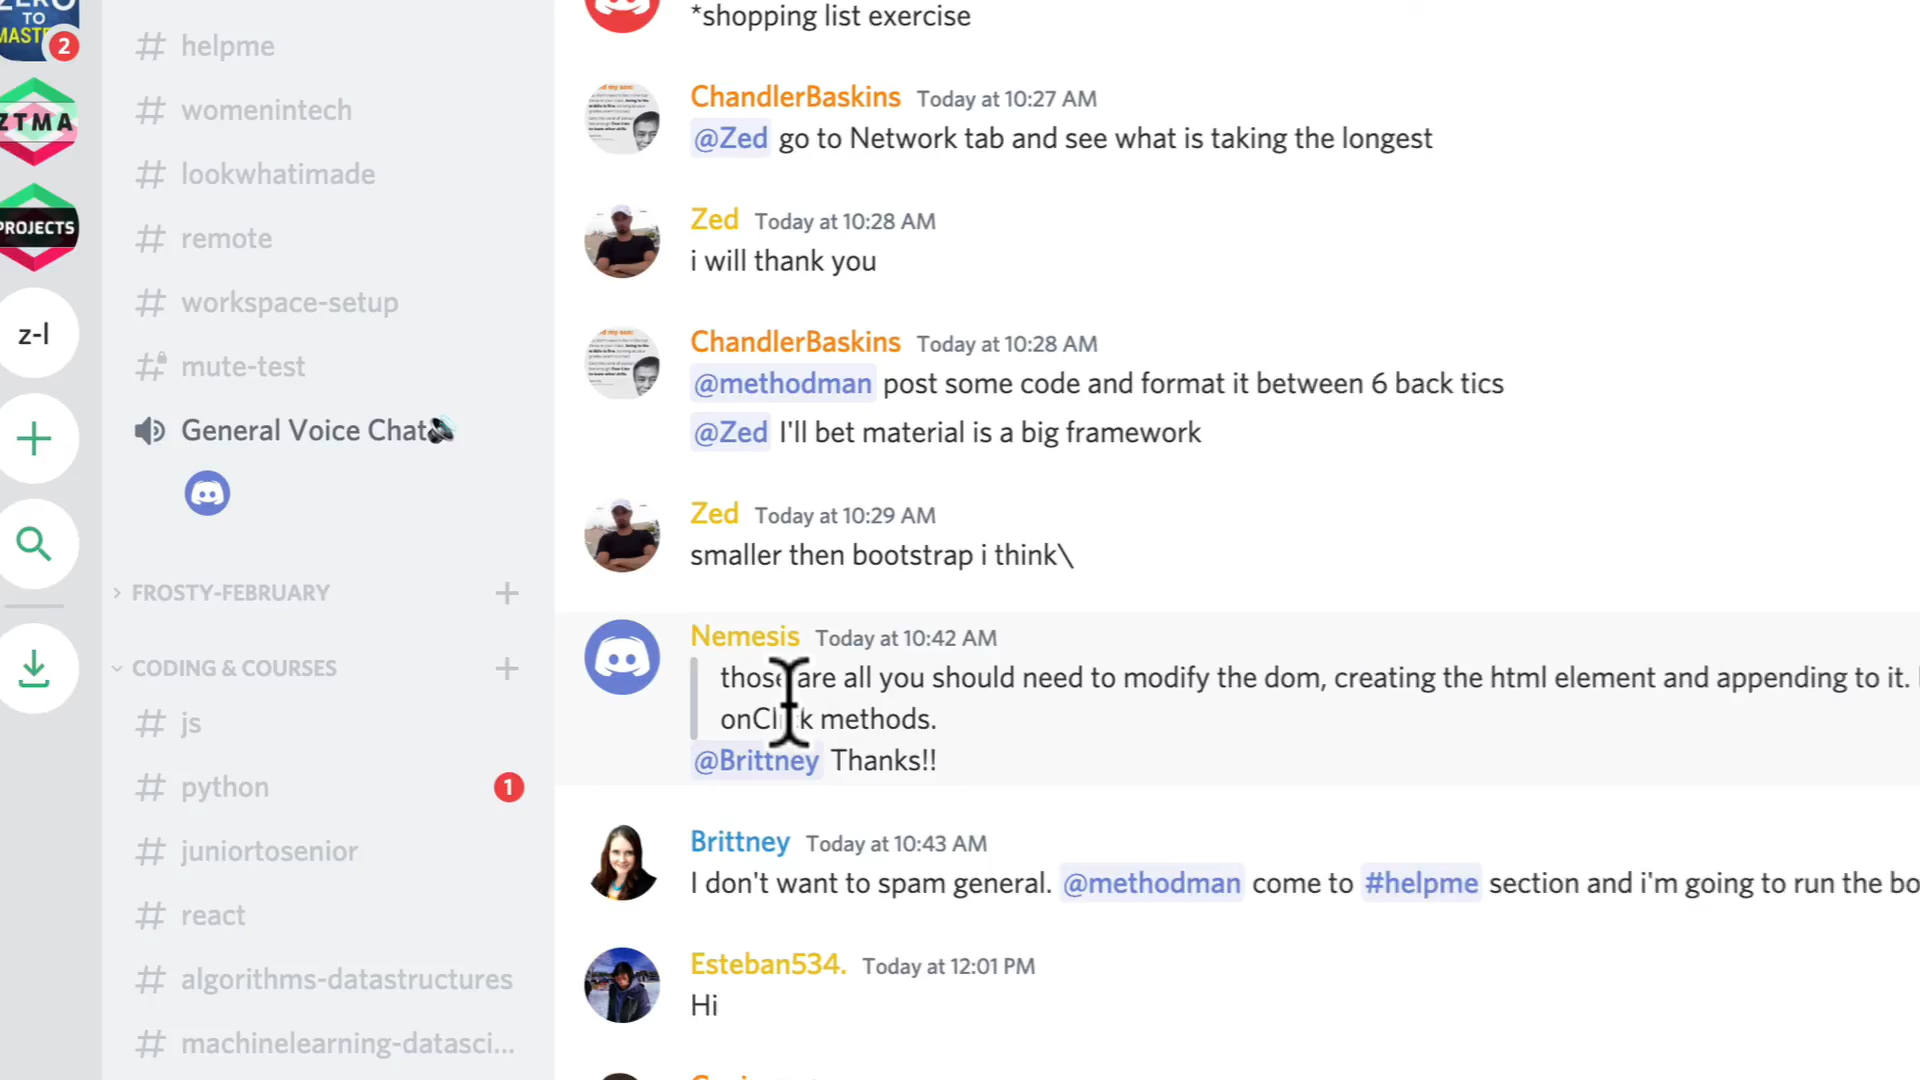 ZERO
TO
MAST
2
ZTMA
PROJECTS
z-l
helpme
womenintech
lookwhatimade
remote
workspace-setup
mute-test
General Voice Chat
FROSTY-FEBRUARY
CODING & COURSES
js
python
1
juniortosenior
react
algorithms-datastructures
machinelearning-datasci...
*shopping list exercise
ChandlerBaskins Today at 10:27 AM
@Zed go to Network tab and see what is taking the longest
Zed Today at 10:28 AM
i will thank you
ChandlerBaskins Today at 10:28 AM
@methodman post some code and format it between 6 back tics
@Zed I'll bet material is a big framework
Zed Today at 10:29 AM
smaller then bootstrap i think\
Nemesis Today at 10:42 AM
those are all you should need to modify the dom, creating the html element and appending to it.
onClick methods.
@Brittney Thanks!!
Brittney Today at 10:43 AM
I don't want to spam general. @methodman come to #helpme section and i'm going to run the bo
Esteban534. Today at 12:01 PM
Hi